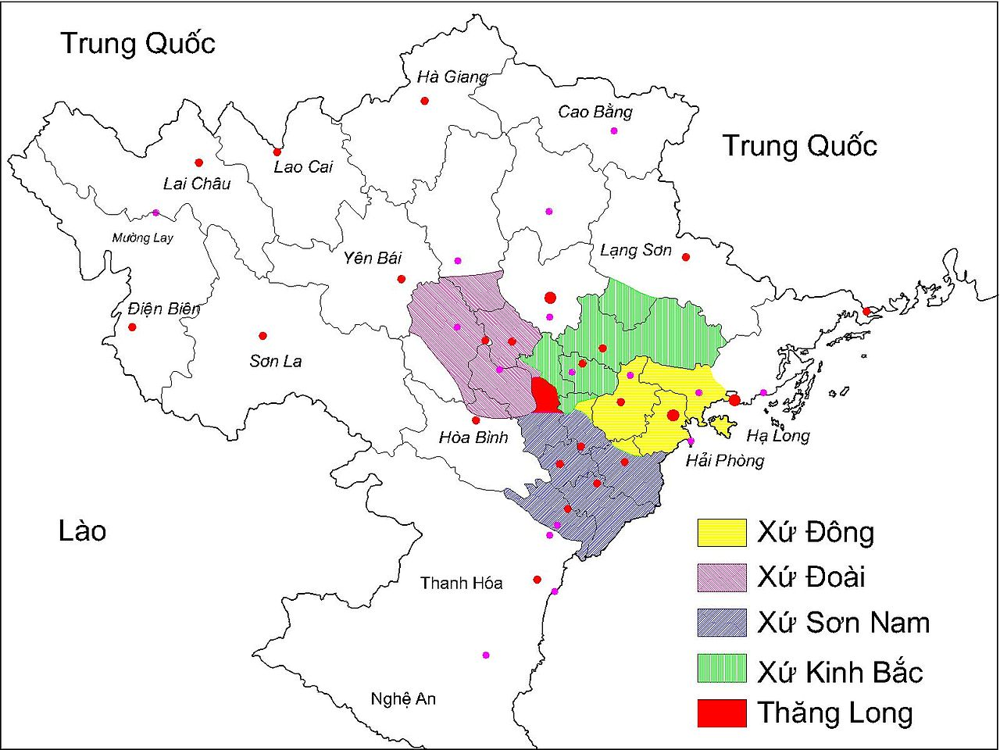 Trung Quốc
Hà Giang
Cao Bằng
Trung Quốc
Lao Cai
Lai Châu
Mường Lay
Yên Bái
Lạng Sơn
Điện Biên
Sơn La
Hòa Bình
Hạ Long
Hải Phòng
Lào
Xứ Đông
Xứ Đoài
Thanh Hóa
Xứ Sơn Nam
Xứ Kinh Bắc
Nghệ An
Thăng Long